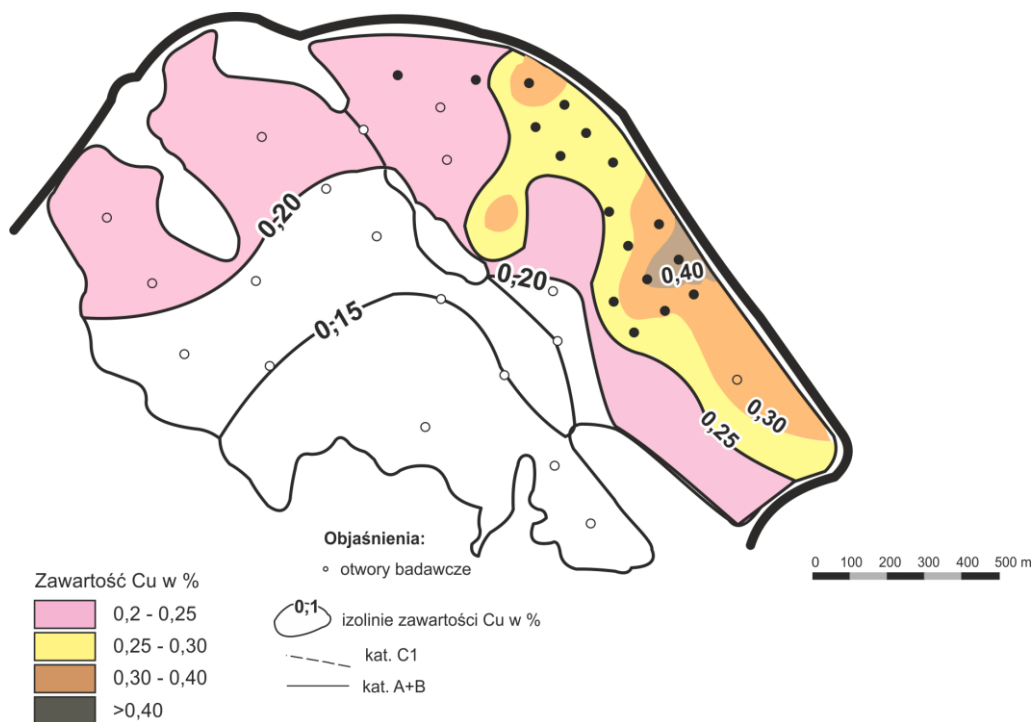 0,20
0,15
0,20
0,40
0,30
0,25
Objaśnienia:
otwory badawcze
0,1
izolinie zawartości Cu w %
kat. C1
kat. A+B
Zawartość Cu w %
0,2 - 0,25
0,25 - 0,30
0,30 - 0,40
>0,40
0 100 200 300 400 500 m